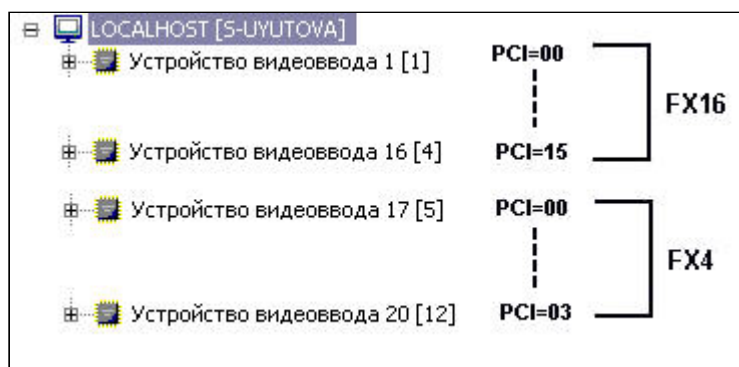 LOCALHOST [S-UYUTOVA]
Устройство видеоввода 1 [1] PCI=00
FX16
Устройство видеоввода 16 [4] PCI=15
Устройство видеоввода 17 [5] PCI=00
FX4
Устройство видеоввода 20 [12] PCI=03